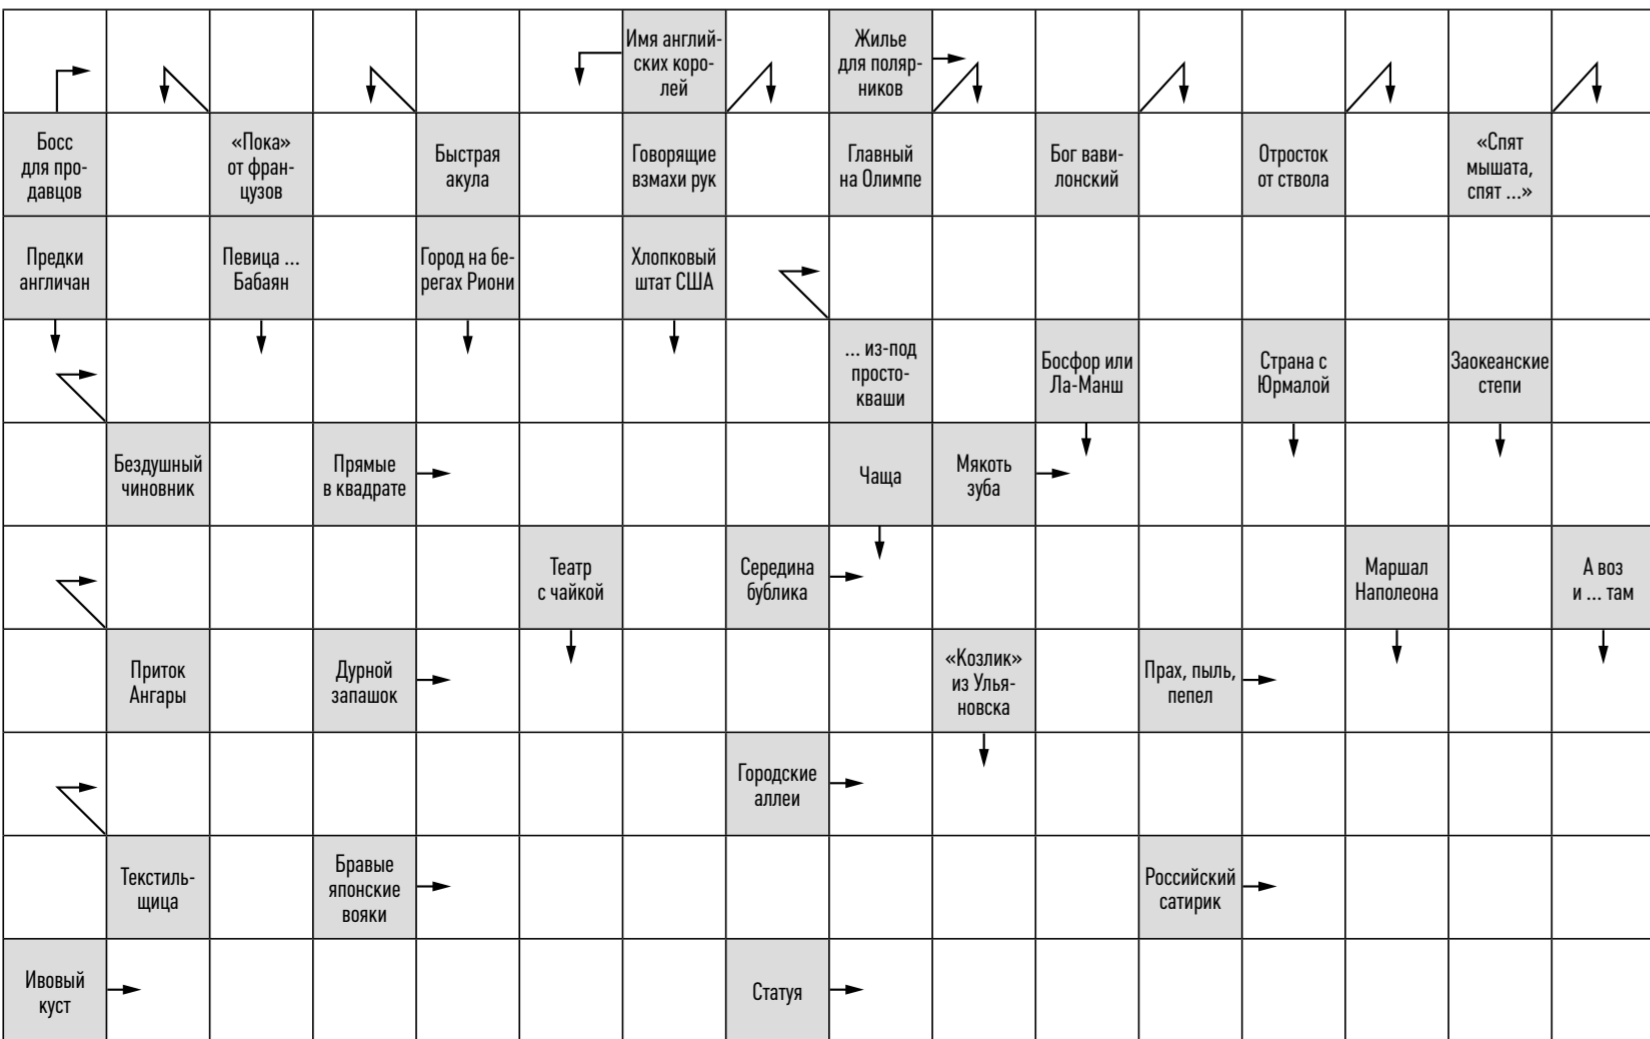 Имя англий-
ских коро-
лей
Жилье
для поляр-
ников
Босс
для про-
давцов
«Пока»
от фран-
цузов
Быстрая
акула
Говорящие
взмахи рук
Главный
на Олимпе
Бог вави-
лонский
Отросток
от ствола
«Спят
мышата,
спят ...»
Предки
англичан
Певица ...
Бабаян
Город на бе-
регах Риони
Хлопковый
штат США
... из-под
просто-
кваши
Босфор или
Ла-Манш
Страна с
Юрмалой
Заокеанские
степи
Бездушный
чиновник
Прямые
в квадрате
Чаща
Мякоть
зуба
Театр
с чайкой
Середина
бублика
Маршал
Наполеона
А воз
и ... там
Приток
Ангары
Дурной
запашок
«Козлик»
из Улья-
новска
Прах, пыль,
пепел
Городские
аллеи
Текстиль-
щица
Бравые
японские
вояки
Российский
сатирик
Ивовый
куст
Статуя